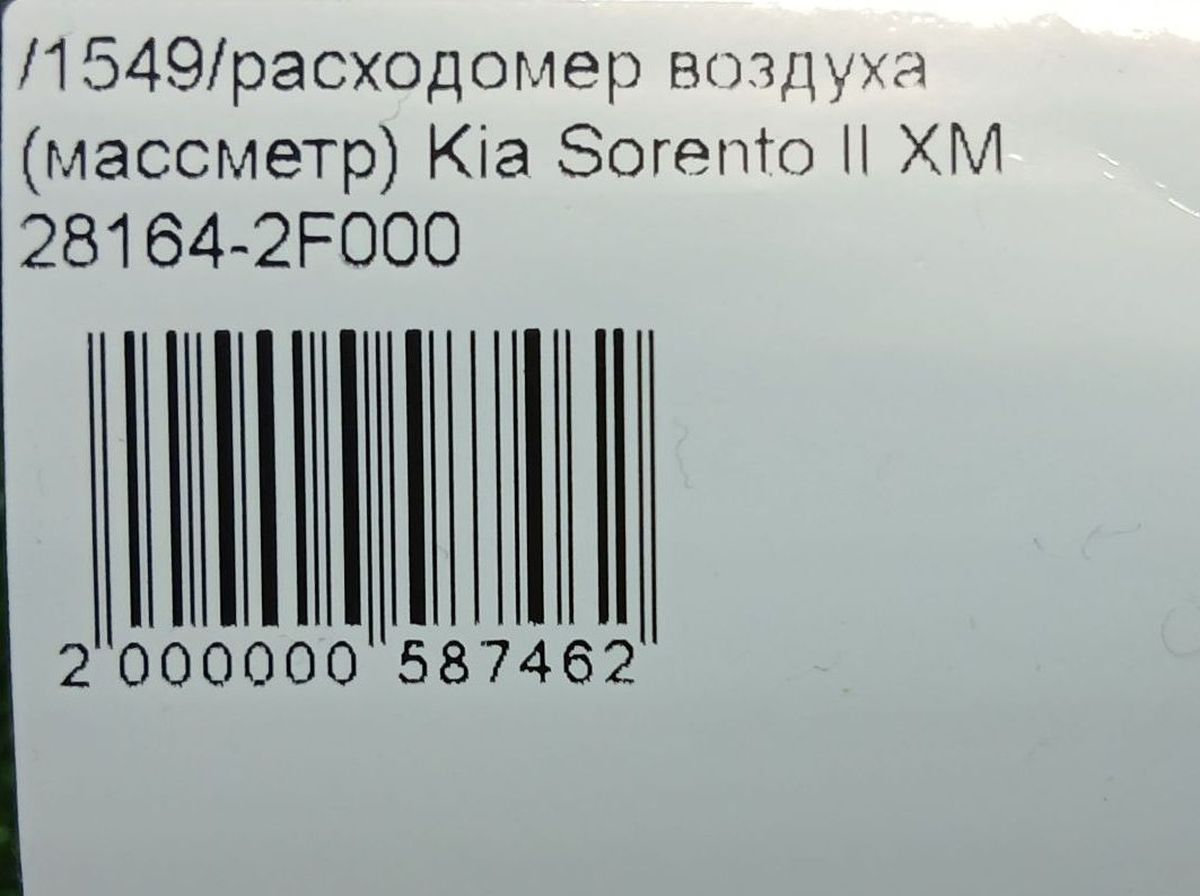 /1549/расходомер воздуха
(массметр) Kia Sorento II XM
28164-2F000
2 000000 587462